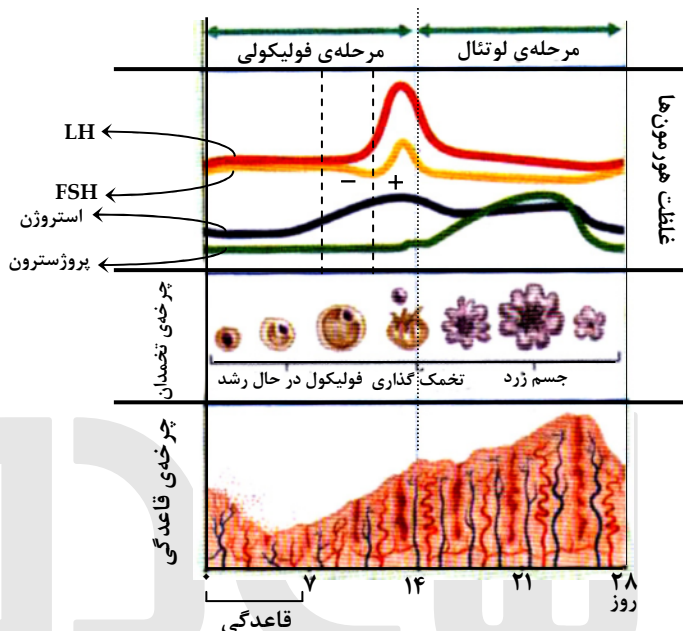 مرحله‌ی فولیکولی
مرحله‌ی لوتئال
غلظت هورمون‌ها
LH
FSH
استروژن
پروژسترون
− +
چرخه‌ی تخمدان
فولیکول در حال رشد
تخمک گذاری
جسم زرد
چرخه‌ی قاعدگی
۰ ۷ ۱۴ ۲۱ ۲۸
روز
قاعدگی